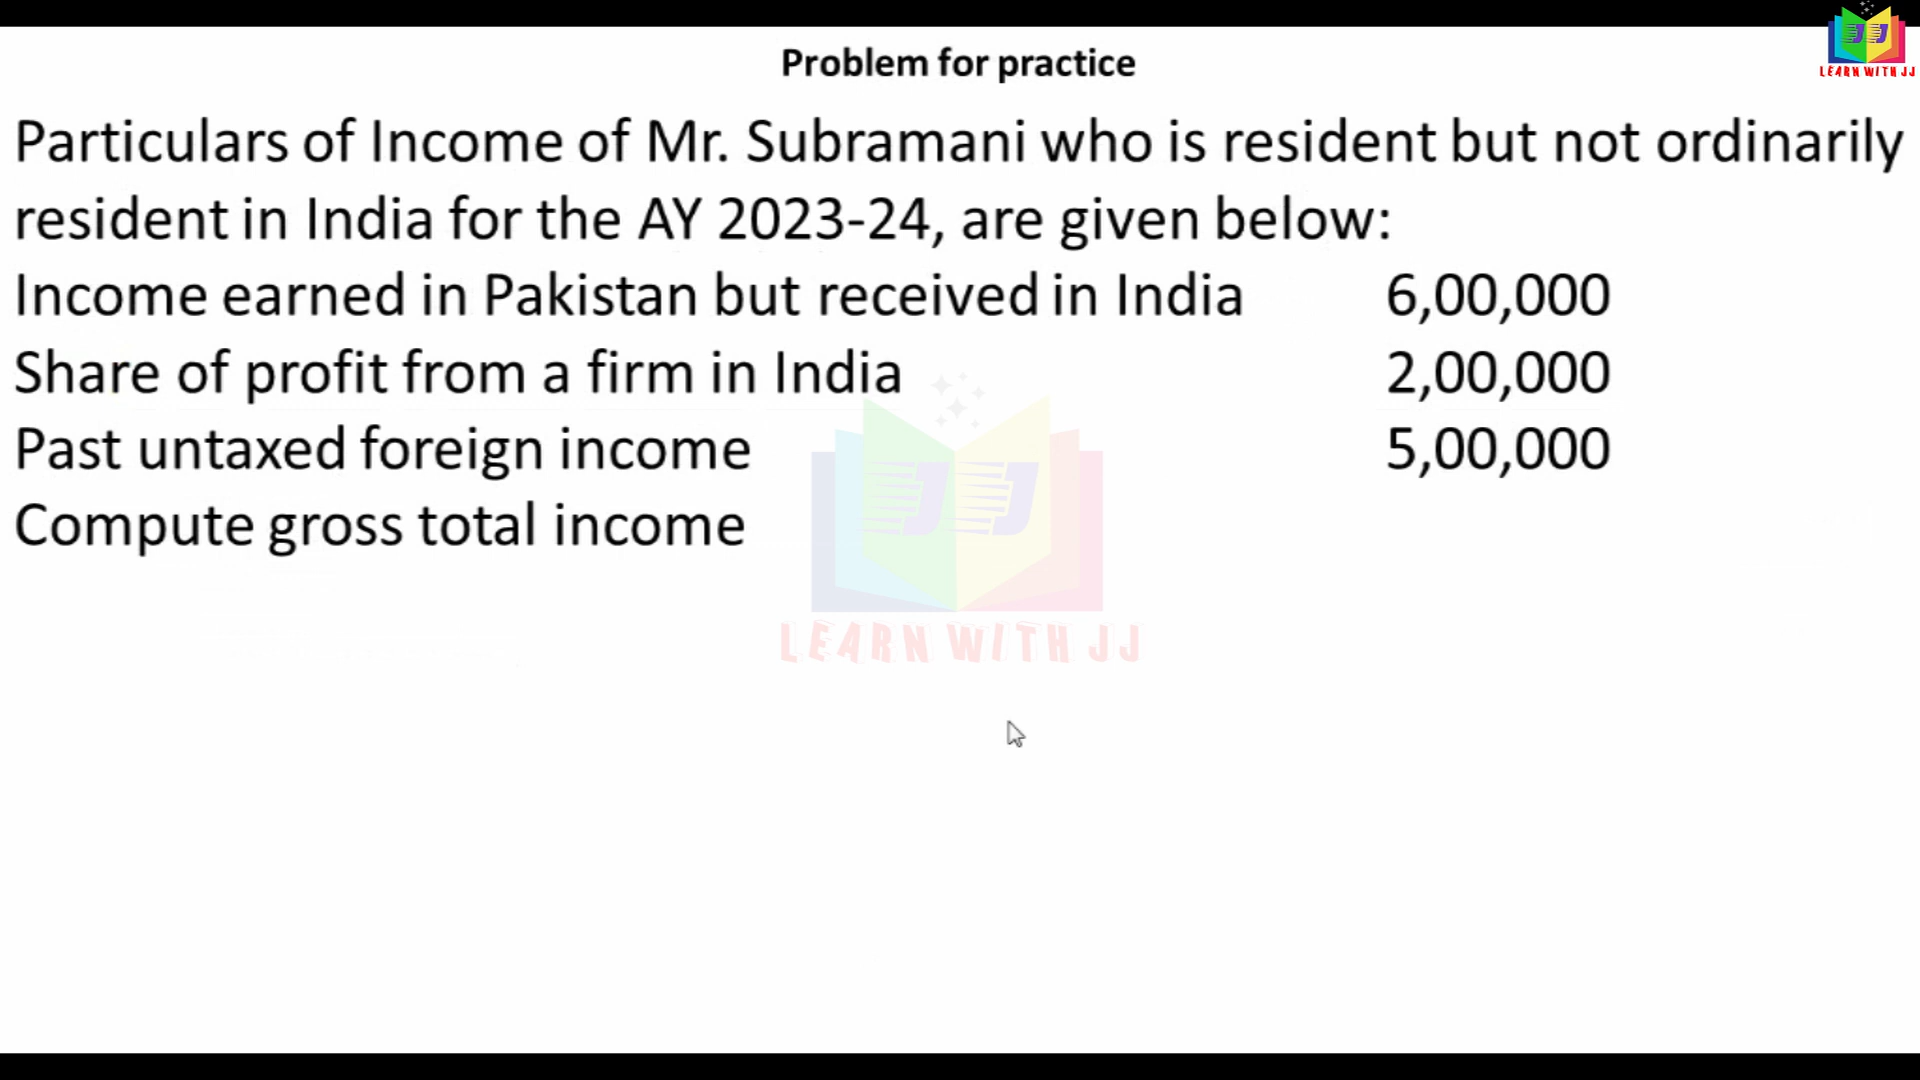 Problem for practice
LEARN WITH JJ
Particulars of Income of Mr. Subramani who is resident but not ordinarily
resident in India for the AY 2023-24, are given below:
Income earned in Pakistan but received in India 6,00,000
Share of profit from a firm in India 2,00,000
Past untaxed foreign income 5,00,000
Compute gross total income
JJ
LEARN WITH JJ